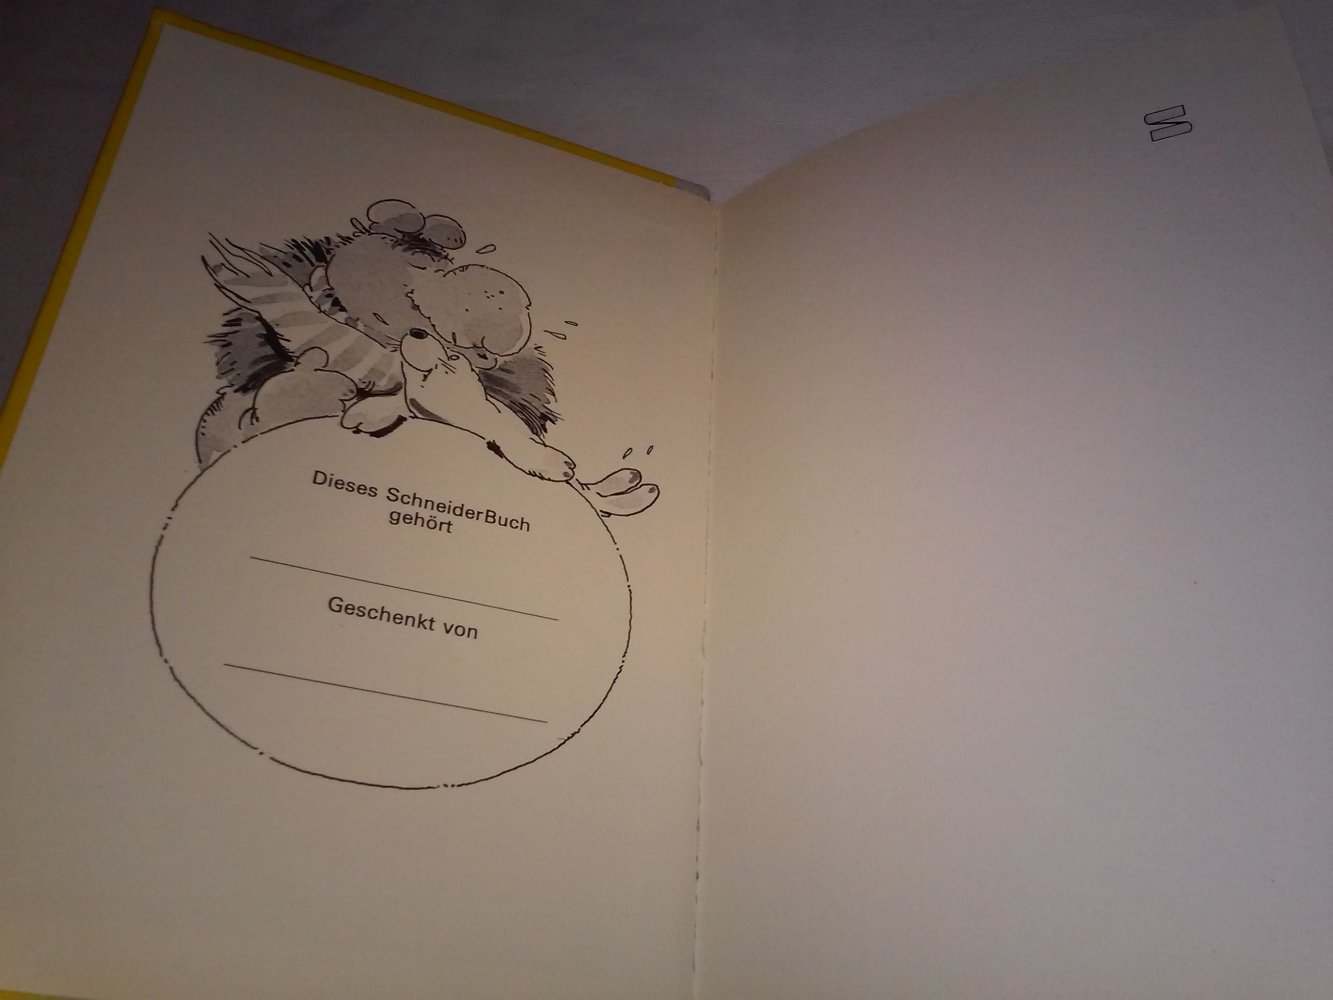 Dieses SchneiderBuch
gehört
Geschenkt von